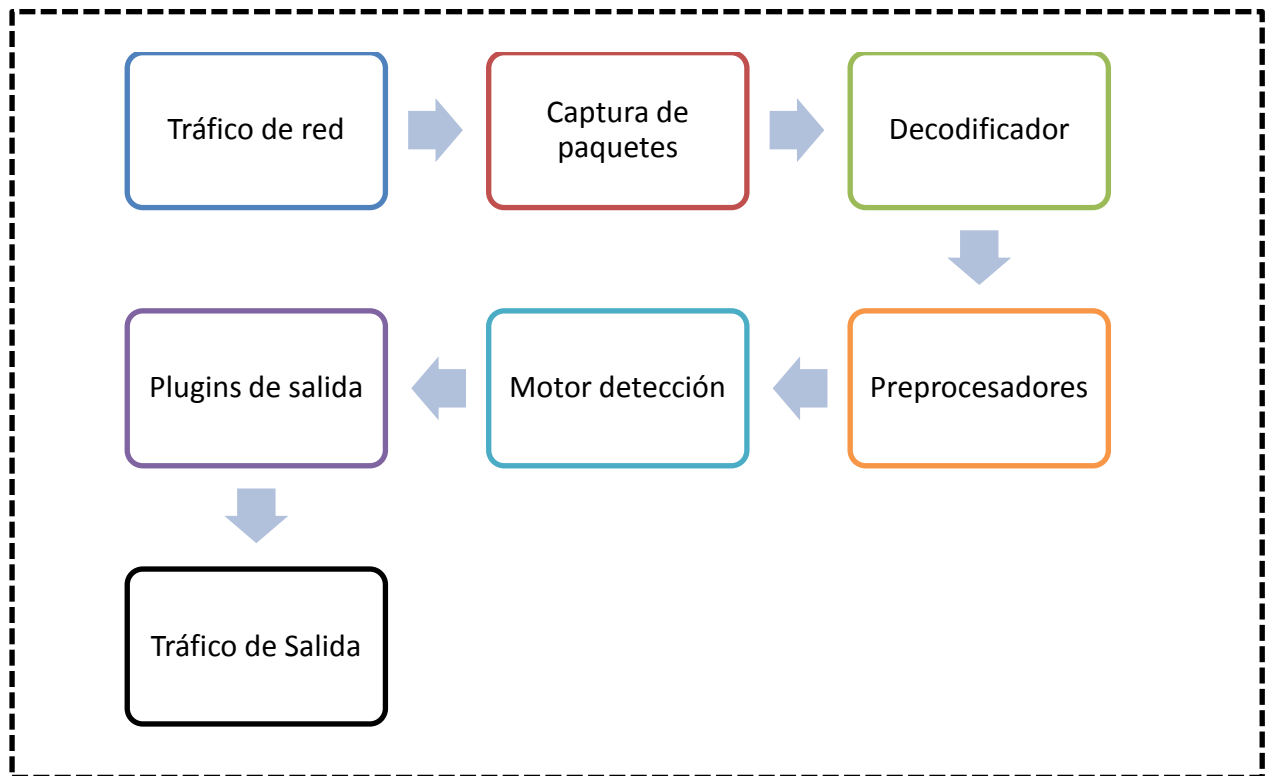 Tráfico de red
Captura de
paquetes
Decodificador
Plugins de salida
Motor detección
Preprocesadores
Tráfico de Salida